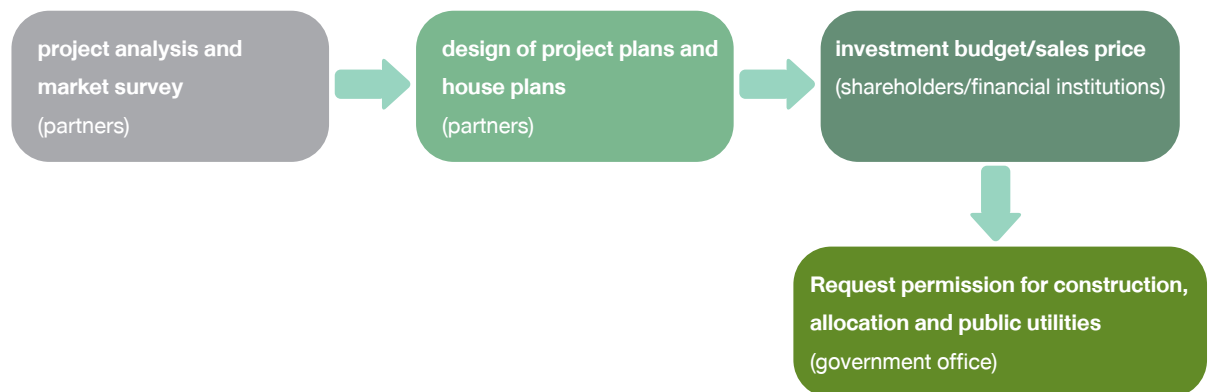 project analysis and
market survey
(partners)
design of project plans and
house plans
(partners)
investment budget/sales price
(shareholders/financial institutions)
Request permission for construction,
allocation and public utilities
(government office)